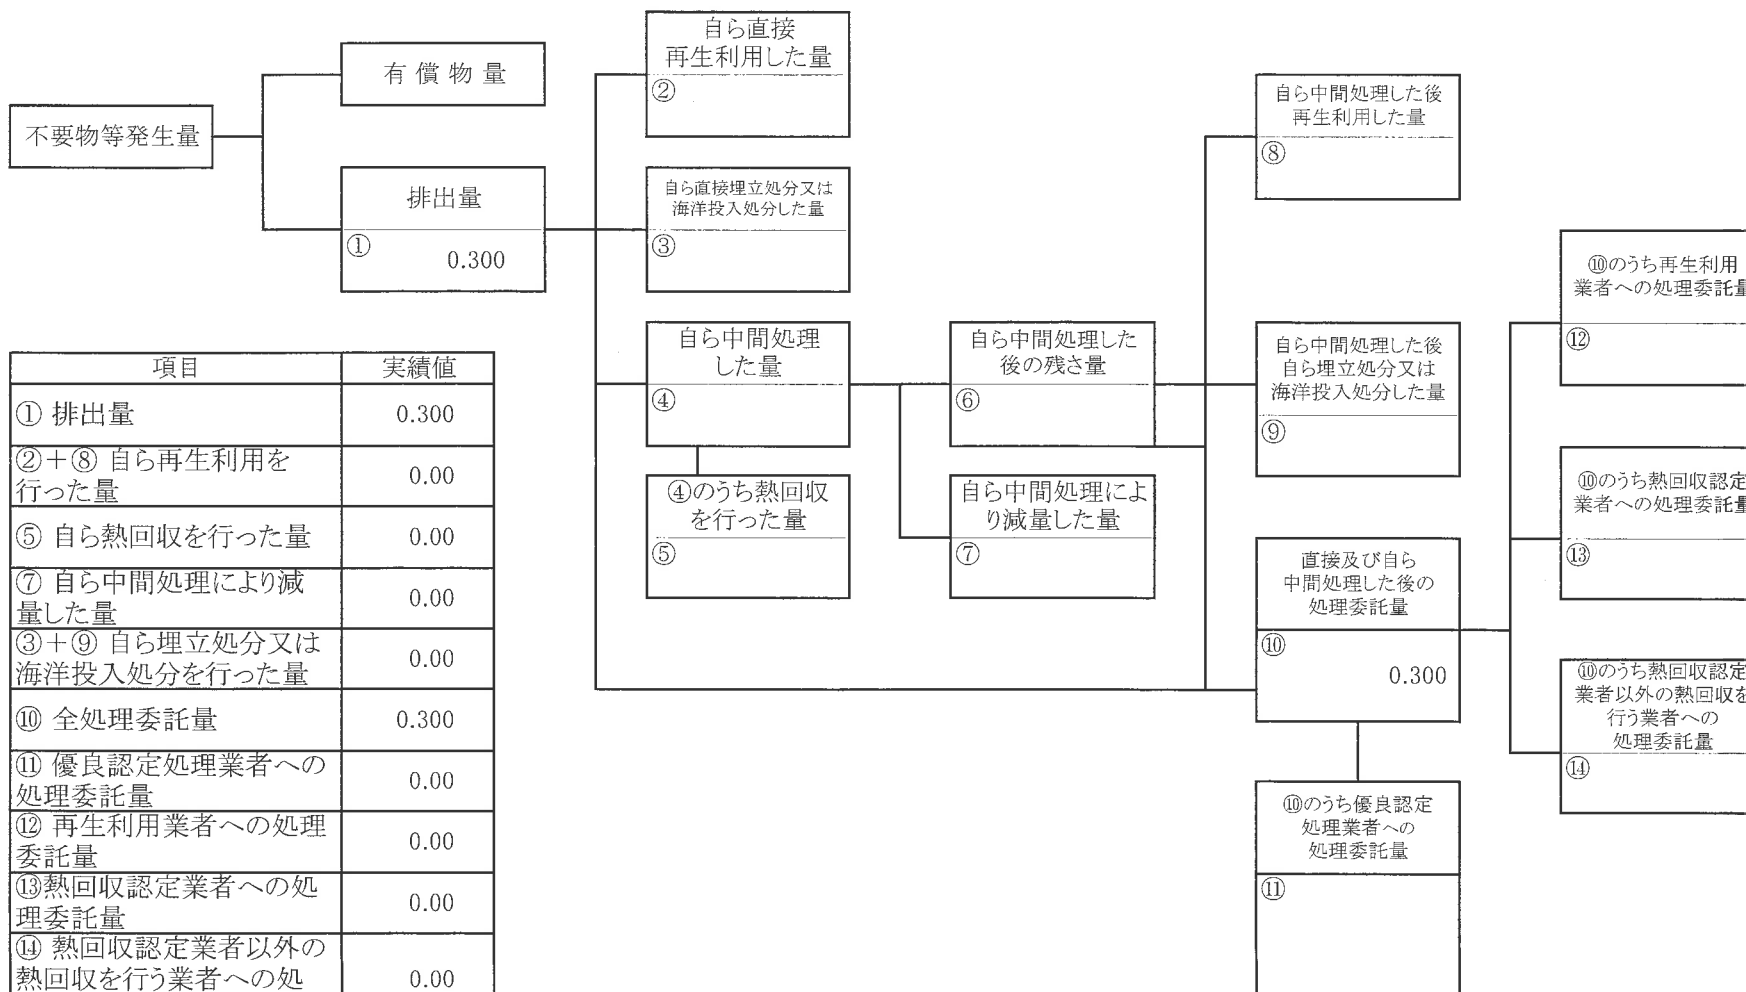 不要物等発生量
有償物量
排出量
①
0.300
自ら直接
再生利用した量
②
自ら直接埋立処分又は
海洋投入処分した量
③
自ら中間処理
した量
④
④のうち熱回収
を行った量
⑤
自ら中間処理した
後の残さ量
⑥
自ら中間処理によ
り減量した量
⑦
自ら中間処理した後
再生利用した量
⑧
自ら中間処理した後
自ら埋立処分又は
海洋投入処分した量
⑨
直接及び自ら
中間処理した後の
処理委託量
⑩
0.300
⑩のうち優良認定
処理業者への
処理委託量
⑪
⑩のうち再生利用
業者への処理委託量
⑫
⑩のうち熱回収認定
業者への処理委託量
⑬
⑩のうち熱回収認定
業者以外の熱回収を
行う業者への
処理委託量
⑭
項目 実績値
① 排出量 0.300
②+⑧ 自ら再生利用を
行った量 0.00
⑤ 自ら熱回収を行った量 0.00
⑦ 自ら中間処理により減
量した量 0.00
③+⑨ 自ら埋立処分又は
海洋投入処分を行った量 0.00
⑩ 全処理委託量 0.300
⑪ 優良認定処理業者への
処理委託量 0.00
⑫ 再生利用業者への処理
委託量 0.00
⑬熱回収認定業者への処
理委託量 0.00
⑭ 熱回収認定業者以外の
熱回収を行う業者への処 0.00